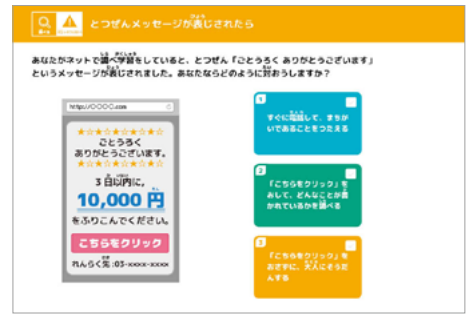 とつぜんメッセージが表じされたら
あなたがネットで調べ学習をしていると、とつぜん「ごとうろく ありがとうございます」
というメッセージが表じされました。あなたならどのように対おうしますか?
http://○○○○.com
☆☆☆☆☆☆☆☆☆
ごとうろく
ありがとうございます。
☆☆☆☆☆☆☆☆☆
3日以内に,
10,000 円
をふりこんでください。
こちらをクリック
れんらく先:03-xxxx-xxxx
1
すぐに電話して、まちが
いであることをつたえる
2
「こちらをクリック」を
おして、どんなことが書
かれているかを調べる
3
「こちらをクリック」を
おさずに、大人にそうだ
んする